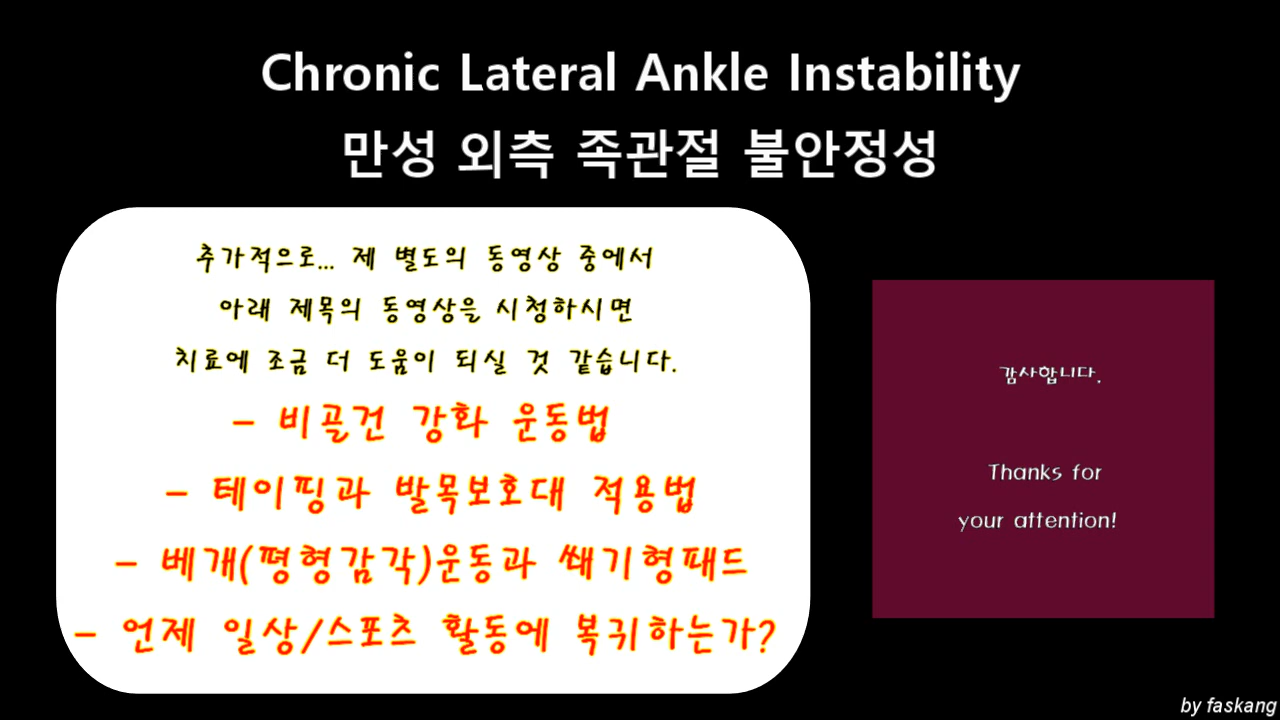 Chronic Lateral Ankle Instability
만성 외측 족관절 불안정성
추가적으로... 제 별도의 동영상 중에서
아래 제목의 동영상을 시청하시면
치료에 조금 더 도움이 되실 것 같습니다.
- 비골건 강화 운동법
- 테이핑과 발목보호대 적용법
- 베개(평형감각)운동과 쐐기형패드
- 언제 일상/스포츠 활동에 복귀하는가?
감사합니다.
Thanks for
your attention!
by faskang